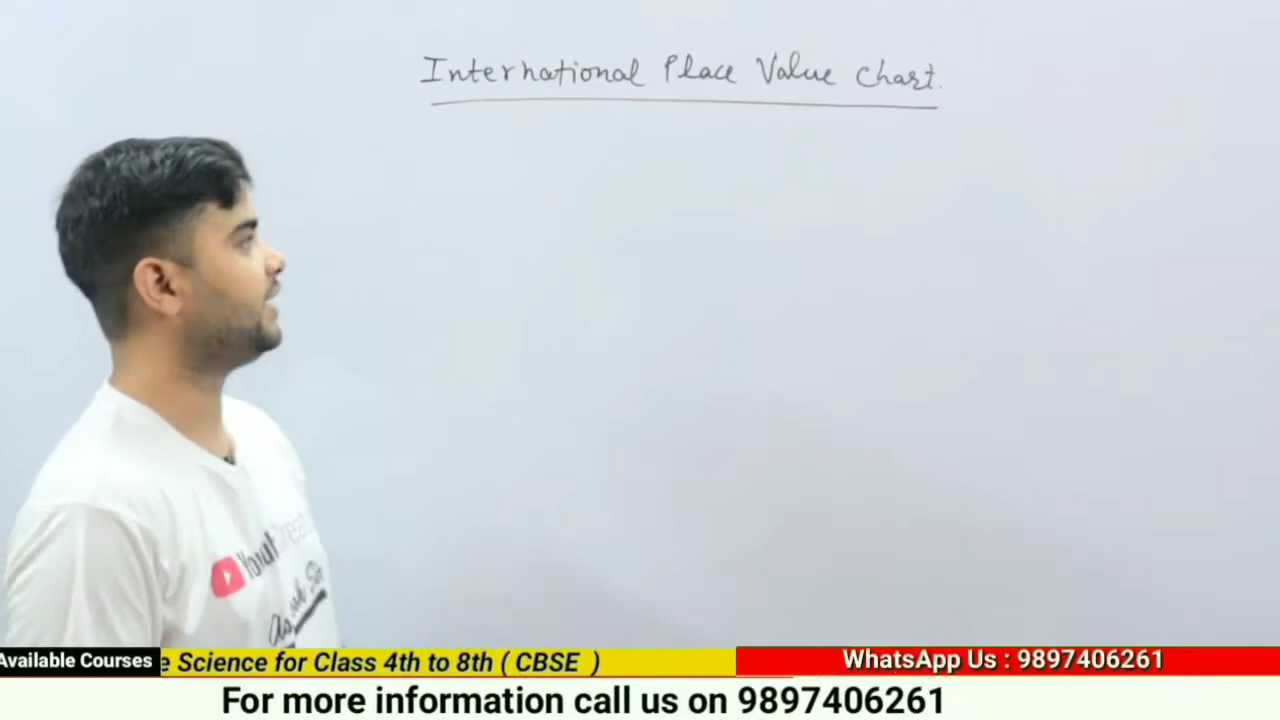 International Place Value Chart.
Available Courses
e Science for Class 4th to 8th ( CBSE )
WhatsApp Us : 9897406261
For more information call us on 9897406261